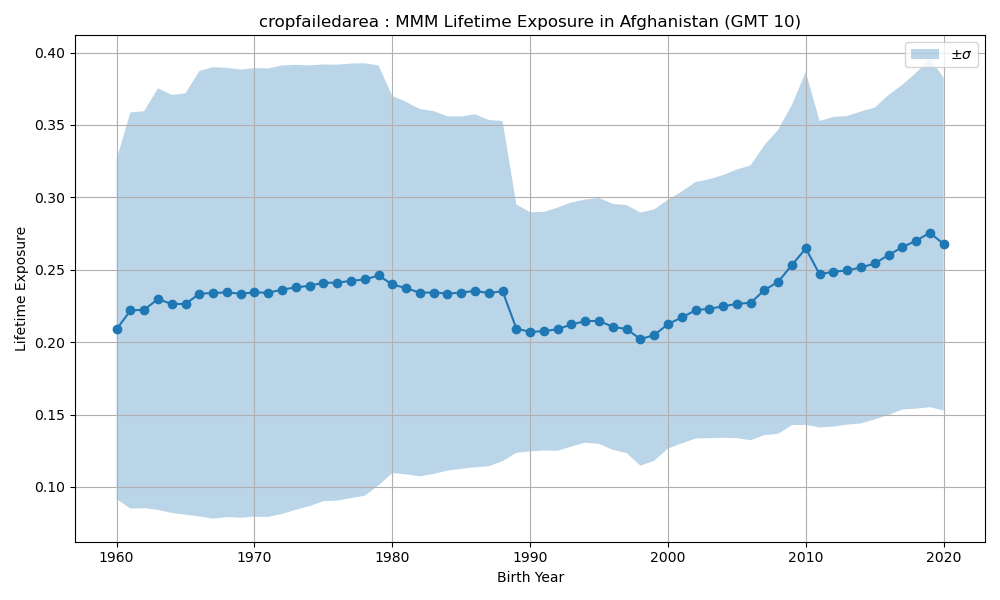 cropfailedarea : MMM Lifetime Exposure in Afghanistan (GMT 10)
±σ
0.40
0.35
0.30
0.25
0.20
0.15
0.10
Lifetime Exposure
1960 1970 1980 1990 2000 2010 2020
Birth Year